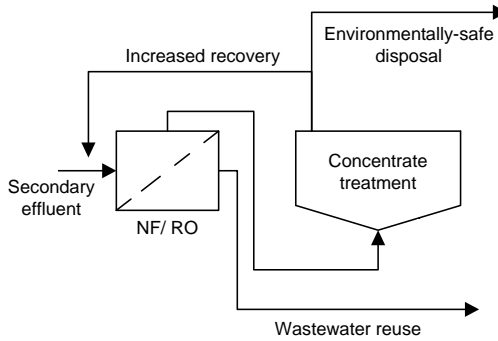 Environmentally-safe
disposal
Increased recovery
Concentrate
treatment
Secondary
effluent
NF/ RO
Wastewater reuse